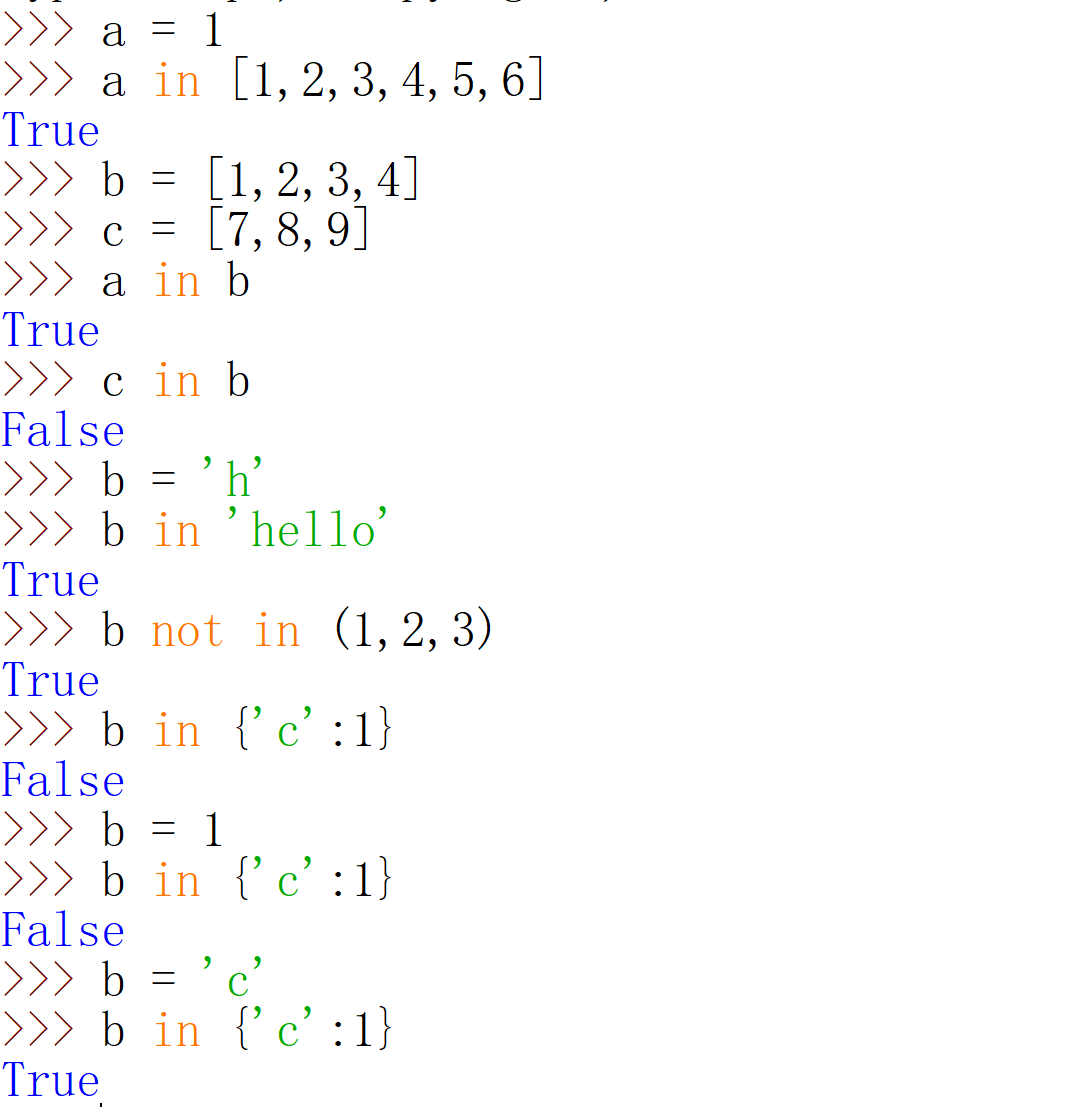 >>> a = 1
>>> a in [1,2,3,4,5,6]
True
>>> b = [1,2,3,4]
>>> c = [7,8,9]
>>> a in b
True
>>> c in b
False
>>> b = 'h'
>>> b in 'hello'
True
>>> b not in (1,2,3)
True
>>> b in {'c':1}
False
>>> b = 1
>>> b in {'c':1}
False
>>> b = 'c'
>>> b in {'c':1}
True